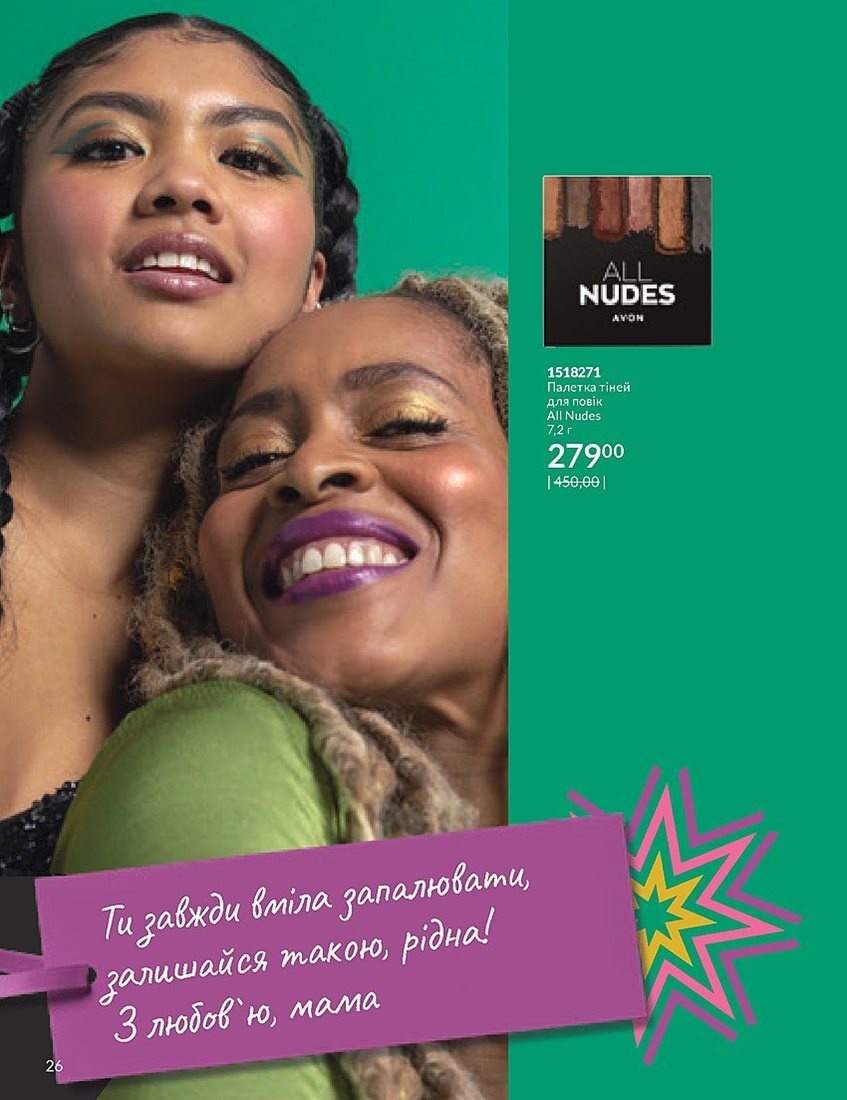 ALL
NUDES
AVON
1518271
Палетка тіней
для повік
All Nudes
7,2 г
279⁰⁰
|450,00|
Ти завжди вміла запалювати,
залишайся такою, рідна!
З любов`ю, мама
26